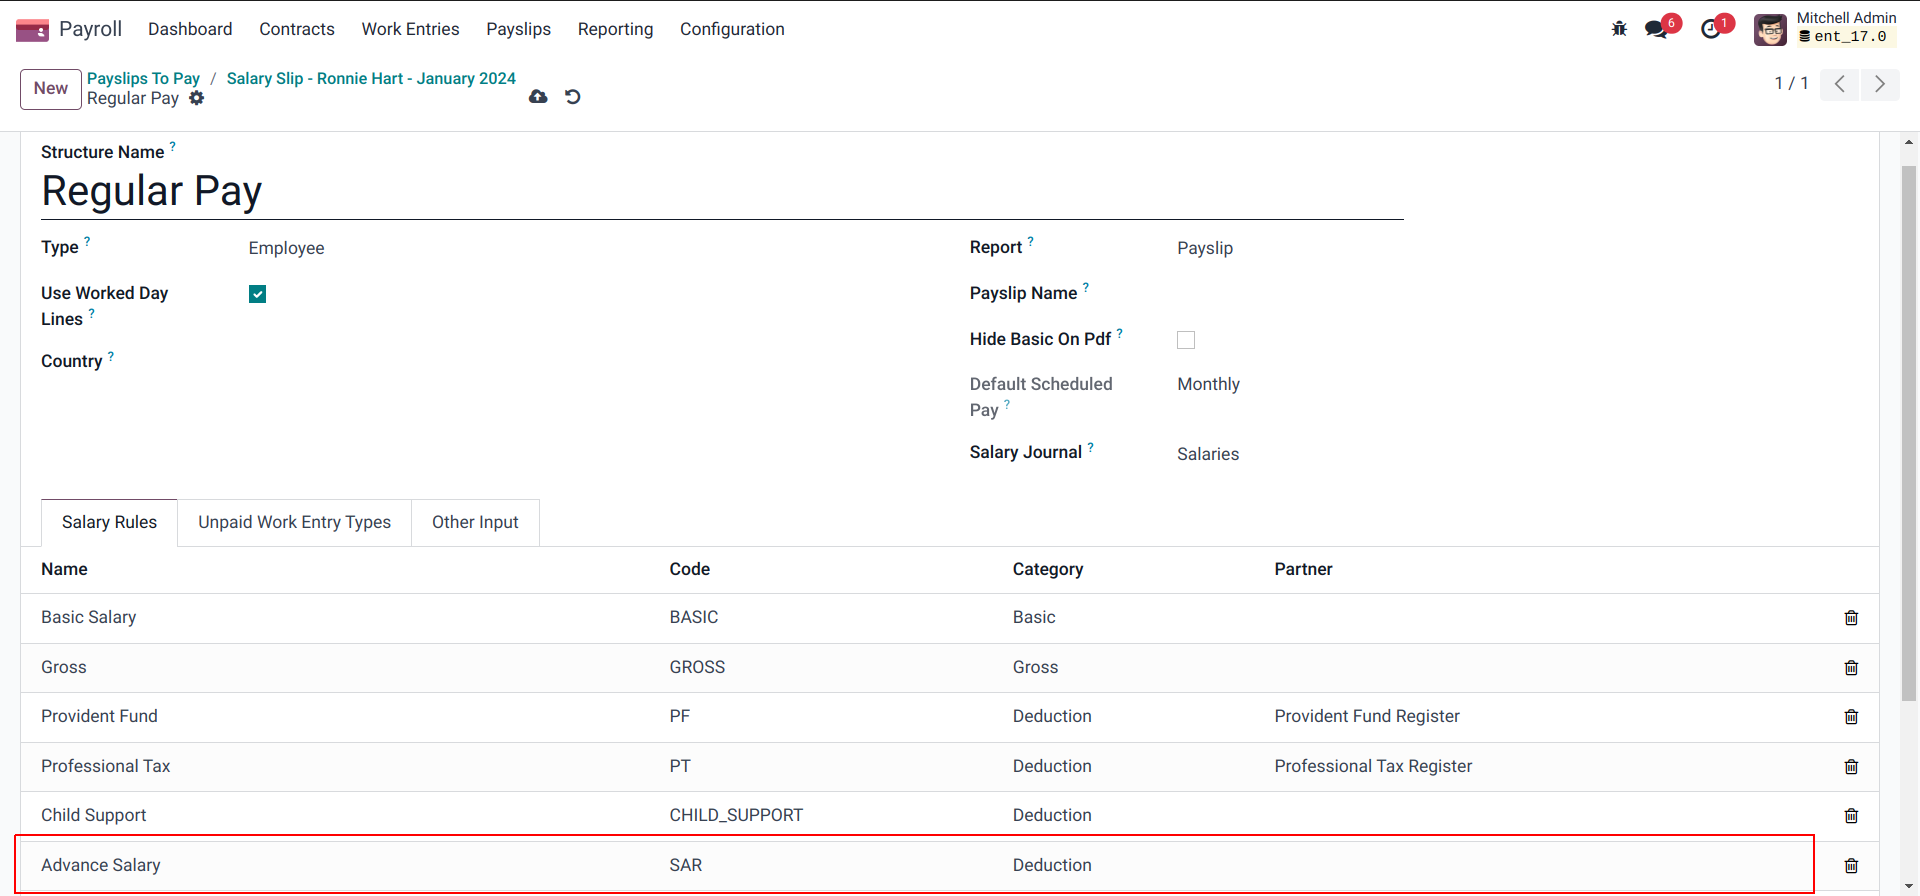 Payroll Dashboard Contracts Work Entries Payslips Reporting Configuration 6 1 Mitchell Admin
ent_17.0
New Payslips To Pay / Salary Slip - Ronnie Hart - January 2024
Regular Pay 1 / 1
Structure Name ?
Regular Pay
Type ? Employee Report ? Payslip
Use Worked Day Payslip Name ?
Lines ?
Hide Basic On Pdf ?
Country ?
Default Scheduled Monthly
Pay ?
Salary Journal ? Salaries
Salary Rules Unpaid Work Entry Types Other Input
Name Code Category Partner
Basic Salary BASIC Basic
Gross GROSS Gross
Provident Fund PF Deduction Provident Fund Register
Professional Tax PT Deduction Professional Tax Register
Child Support CHILD_SUPPORT Deduction
Advance Salary SAR Deduction